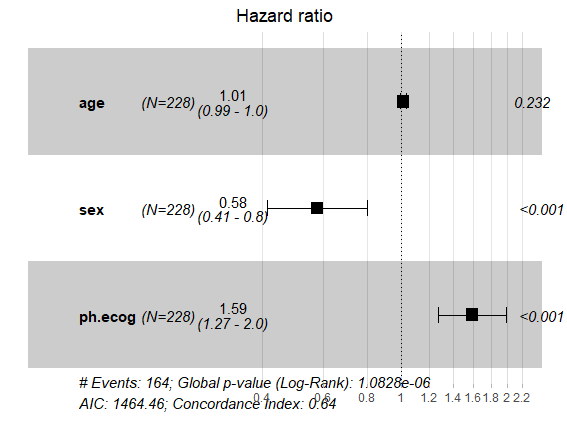 Hazard ratio
age (N=228) 1.01 (0.99 - 1.0) 0.232
sex (N=228) 0.58 (0.41 - 0.8) <0.001
ph.ecog (N=228) 1.59 (1.27 - 2.0) <0.001
# Events: 164; Global p-value (Log-Rank): 1.0828e-06
0.4 0.6 0.8 1 1.2 1.4 1.6 1.8 2 2.2
AIC: 1464.46; Concordance Index: 0.64